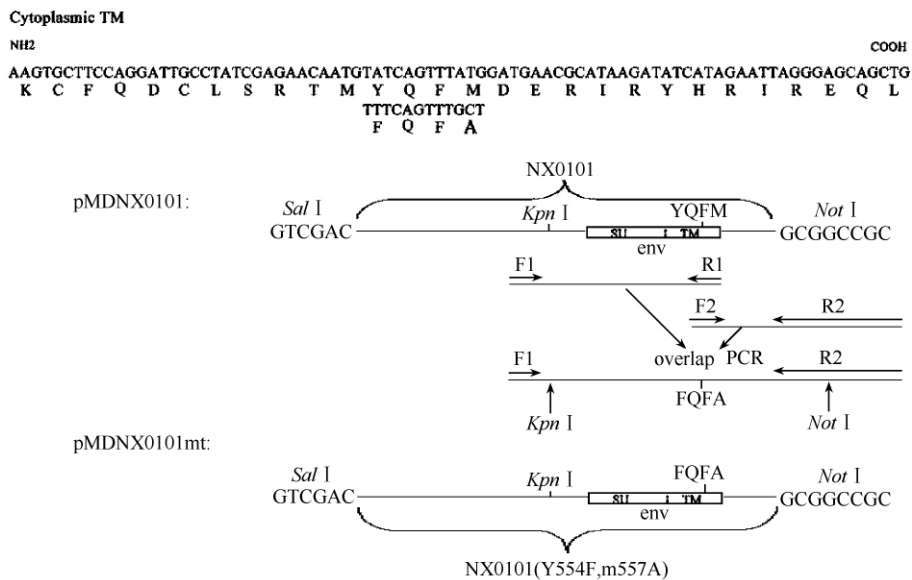 Cytoplasmic TM
NH2 COOH
AAGTGCTTCCAGGATTGCCTATCGAGAACAATGTATCAGTTTATGGATGAACGCATAAGATATCATAGAATTAGGGAGCAGCTG
K C F Q D C L S R T M Y Q F M D E R I R Y H R I R E Q L
TTTCAGTTTGCT
F Q F A
NX0101
pMDNX0101:
Sal I Kpn I YQFM Not I
GTCGAC SU TM GCGGCCGC
env
F1 R1
F2 R2
F1 overlap PCR R2
FQFA
Kpn I Not I
pMDNX0101mt:
Sal I Kpn I FQFA Not I
GTCGAC SU TM GCGGCCGC
env
NX0101(Y554F,m557A)